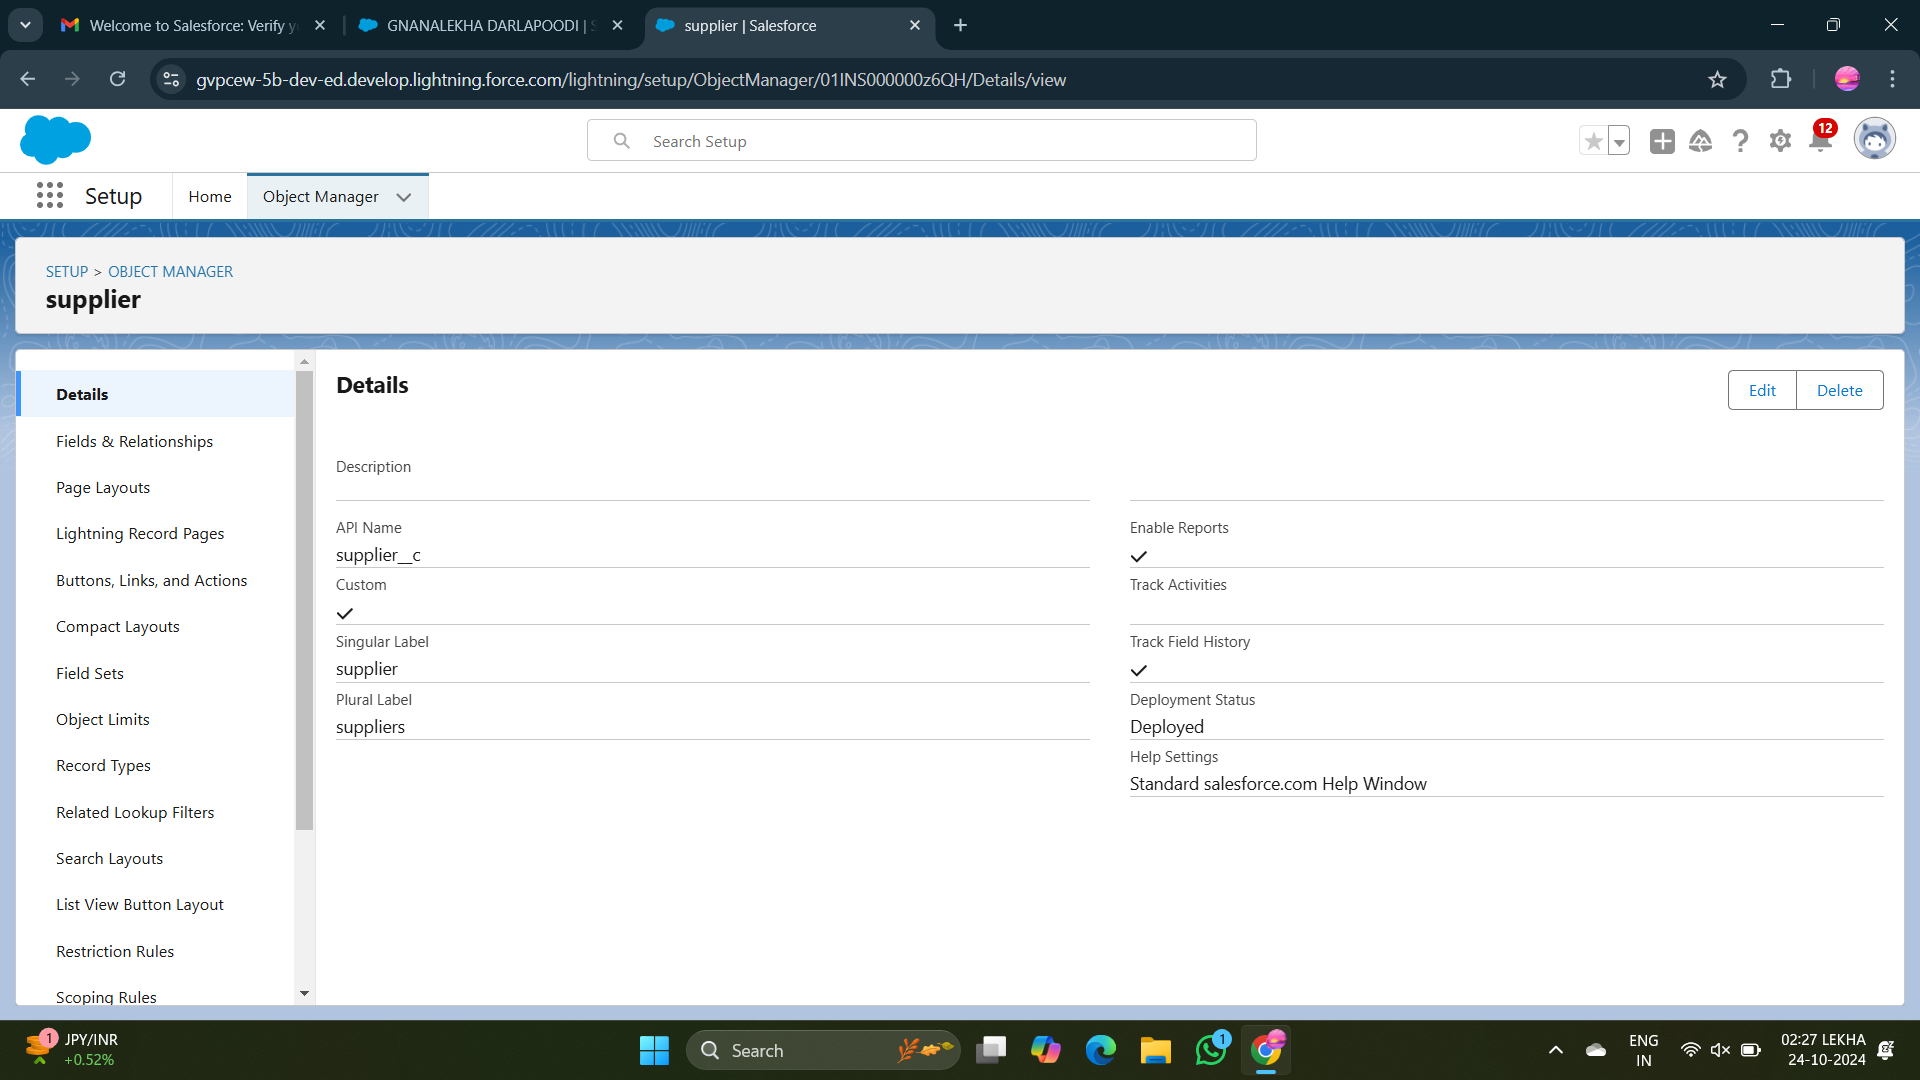 Welcome to Salesforce: Verify y
GNANALEKHA DARLAPOODI | S
supplier | Salesforce
gvpcew-5b-dev-ed.develop.lightning.force.com/lightning/setup/ObjectManager/01INS000000z6QH/Details/view
Search Setup
12
Setup
Home
Object Manager
SETUP > OBJECT MANAGER
supplier
Details
Fields & Relationships
Page Layouts
Lightning Record Pages
Buttons, Links, and Actions
Compact Layouts
Field Sets
Object Limits
Record Types
Related Lookup Filters
Search Layouts
List View Button Layout
Restriction Rules
Scoping Rules
Details
Edit
Delete
Description
API Name
supplier__c
Custom
Singular Label
supplier
Plural Label
suppliers
Enable Reports
Track Activities
Track Field History
Deployment Status
Deployed
Help Settings
Standard salesforce.com Help Window
1
JPY/INR
+0.52%
Search
1
ENG
IN
02:27 LEKHA
24-10-2024